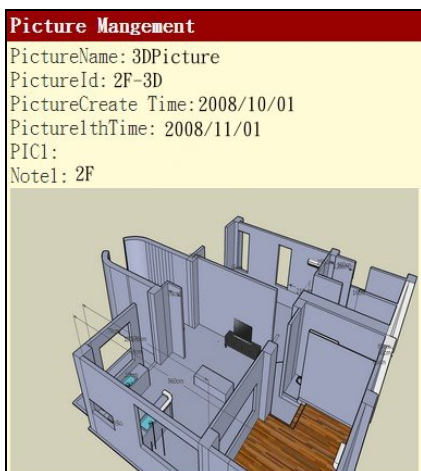 Picture Mangement
PictureName: 3DPicture
PictureId: 2F-3D
PictureCreate Time: 2008/10/01
Picture1thTime: 2008/11/01
PIC1:
Note1: 2F